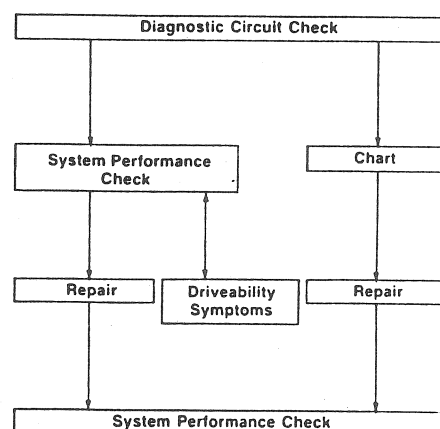 Diagnostic Circuit Check
System Performance
Check
Chart
Repair
Driveability
Symptoms
Repair
System Performance Check